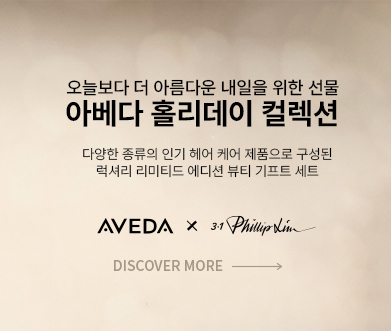 오늘보다 더 아름다운 내일을 위한 선물
아베다 홀리데이 컬렉션
다양한 종류의 인기 헤어 케어 제품으로 구성된
럭셔리 리미티드 에디션 뷰티 기프트 세트
AVEDA × 3·1 Phillip Lim
DISCOVER MORE